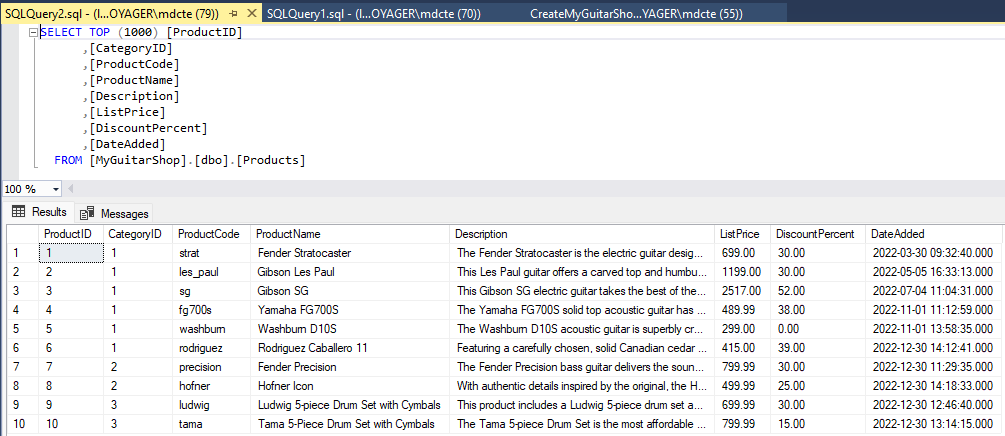 SQLQuery2.sql - (l...OYAGER\mdcte (79)) SQLQuery1.sql - (l...OYAGER\mdcte (70)) CreateMyGuitarSho...YAGER\mdcte (55))
SELECT TOP (1000) [ProductID]
,[CategoryID]
,[ProductCode]
,[ProductName]
,[Description]
,[ListPrice]
,[DiscountPercent]
,[DateAdded]
FROM [MyGuitarShop].[dbo].[Products]
100 %
Results Messages
ProductID CategoryID ProductCode ProductName Description ListPrice DiscountPercent DateAdded
1 1 1 strat Fender Stratocaster The Fender Stratocaster is the electric guitar desig... 699.00 30.00 2022-03-30 09:32:40.000
2 2 1 les_paul Gibson Les Paul This Les Paul guitar offers a carved top and humbu... 1199.00 30.00 2022-05-05 16:33:13.000
3 3 1 sg Gibson SG This Gibson SG electric guitar takes the best of the... 2517.00 52.00 2022-07-04 11:04:31.000
4 4 1 fg700s Yamaha FG700S The Yamaha FG700S solid top acoustic guitar has ... 489.99 38.00 2022-11-01 11:12:59.000
5 5 1 washburn Washburn D10S The Washburn D10S acoustic guitar is superbly cr... 299.00 0.00 2022-11-01 13:58:35.000
6 6 1 rodriguez Rodriguez Caballero 11 Featuring a carefully chosen, solid Canadian cedar ... 415.00 39.00 2022-12-30 14:12:41.000
7 7 2 precision Fender Precision The Fender Precision bass guitar delivers the soun... 799.99 30.00 2022-12-30 11:29:35.000
8 8 2 hofner Hofner Icon With authentic details inspired by the original, the H... 499.99 25.00 2022-12-30 14:18:33.000
9 9 3 ludwig Ludwig 5-piece Drum Set with Cymbals This product includes a Ludwig 5-piece drum set a... 699.99 30.00 2022-12-30 12:46:40.000
10 10 3 tama Tama 5-Piece Drum Set with Cymbals The Tama 5-piece Drum Set is the most affordable ... 799.99 15.00 2022-12-30 13:14:15.000